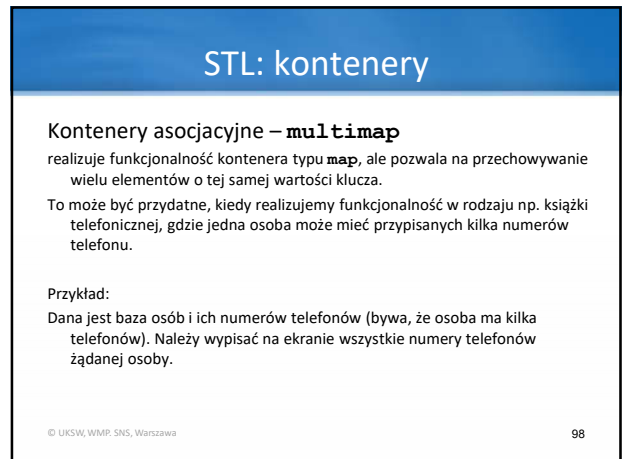 STL: kontenery
Kontenery asocjacyjne – multimap
realizuje funkcjonalność kontenera typu map, ale pozwala na przechowywanie
wielu elementów o tej samej wartości klucza.
To może być przydatne, kiedy realizujemy funkcjonalność w rodzaju np. książki
telefonicznej, gdzie jedna osoba może mieć przypisanych kilka numerów
telefonu.
Przykład:
Dana jest baza osób i ich numerów telefonów (bywa, że osoba ma kilka
telefonów). Należy wypisać na ekranie wszystkie numery telefonów
żądanej osoby.
© UKSW, WMP. SNS, Warszawa
98